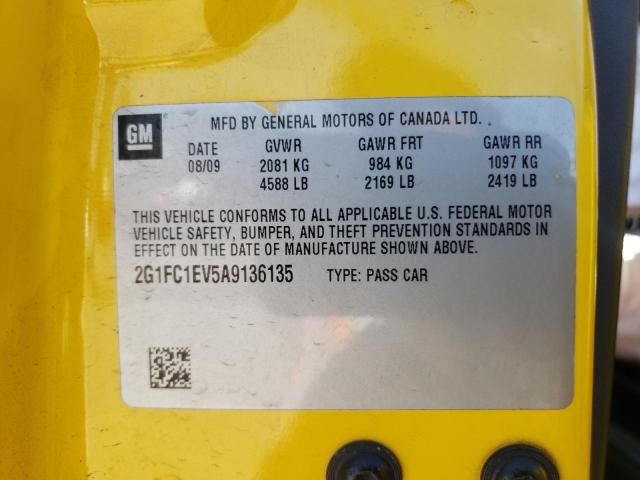 GM
MFD BY GENERAL MOTORS OF CANADA LTD.
DATE GVWR GAWR FRT GAWR RR
08/09 2081 KG 984 KG 1097 KG
4588 LB 2169 LB 2419 LB
THIS VEHICLE CONFORMS TO ALL APPLICABLE U.S. FEDERAL MOTOR
VEHICLE SAFETY, BUMPER, AND THEFT PREVENTION STANDARDS IN
EFFECT ON THE DATE OF MANUFACTURE SHOWN ABOVE.
2G1FC1EV5A9136135 TYPE: PASS CAR